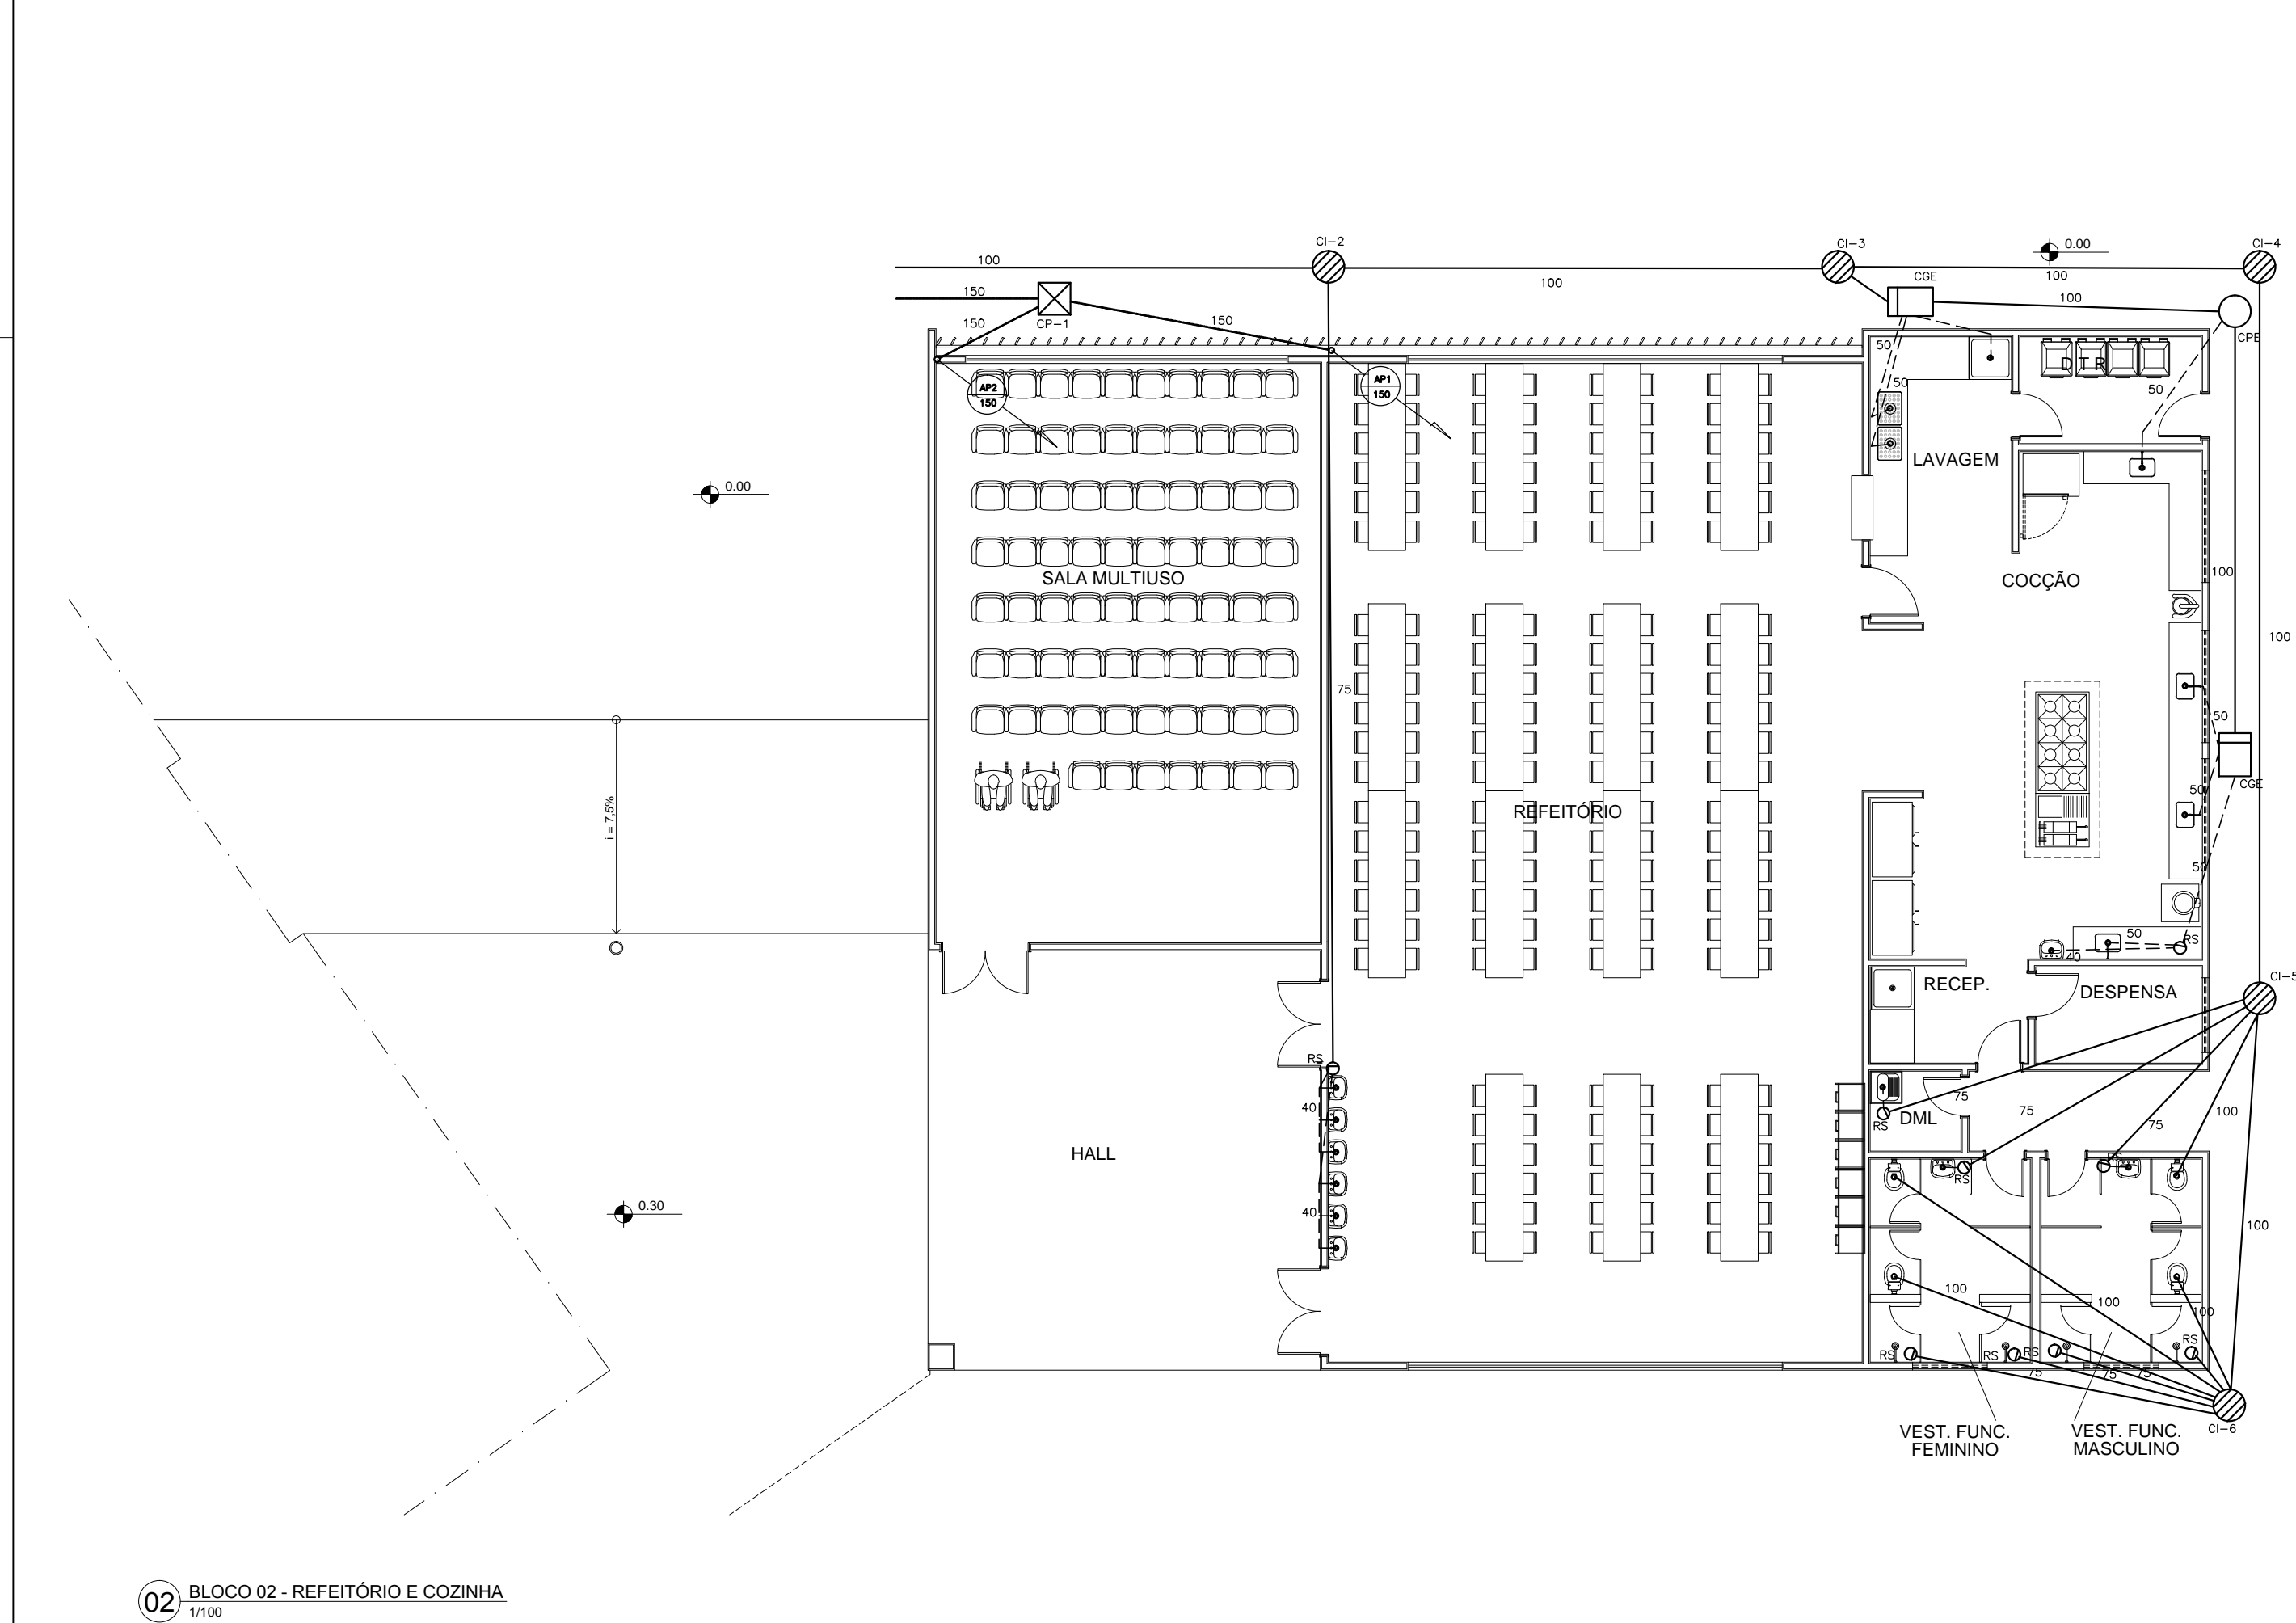 CI-2
CI-3
0.00
CI-4
100
100
100
CGE
150
100
150
CP-1
150
CPE
50
DTR
AP2
150
AP1
150
50
50
LAVAGEM
0.00
SALA MULTIUSO
COCÇÃO
100
100
75
50
i = 7,5%
REFEITÓRIO
50
CGE
50
50
RS
40
RECEP.
DESPENSA
CI-5
RS
40
75
75
100
75
DML
RS
HALL
RS
RS
0.30
40
100
100
100
100
RS
RS
RS
RS
75
75
75
CI-6
VEST. FUNC.
FEMININO
VEST. FUNC.
MASCULINO
02
BLOCO 02 - REFEITÓRIO E COZINHA
1/100